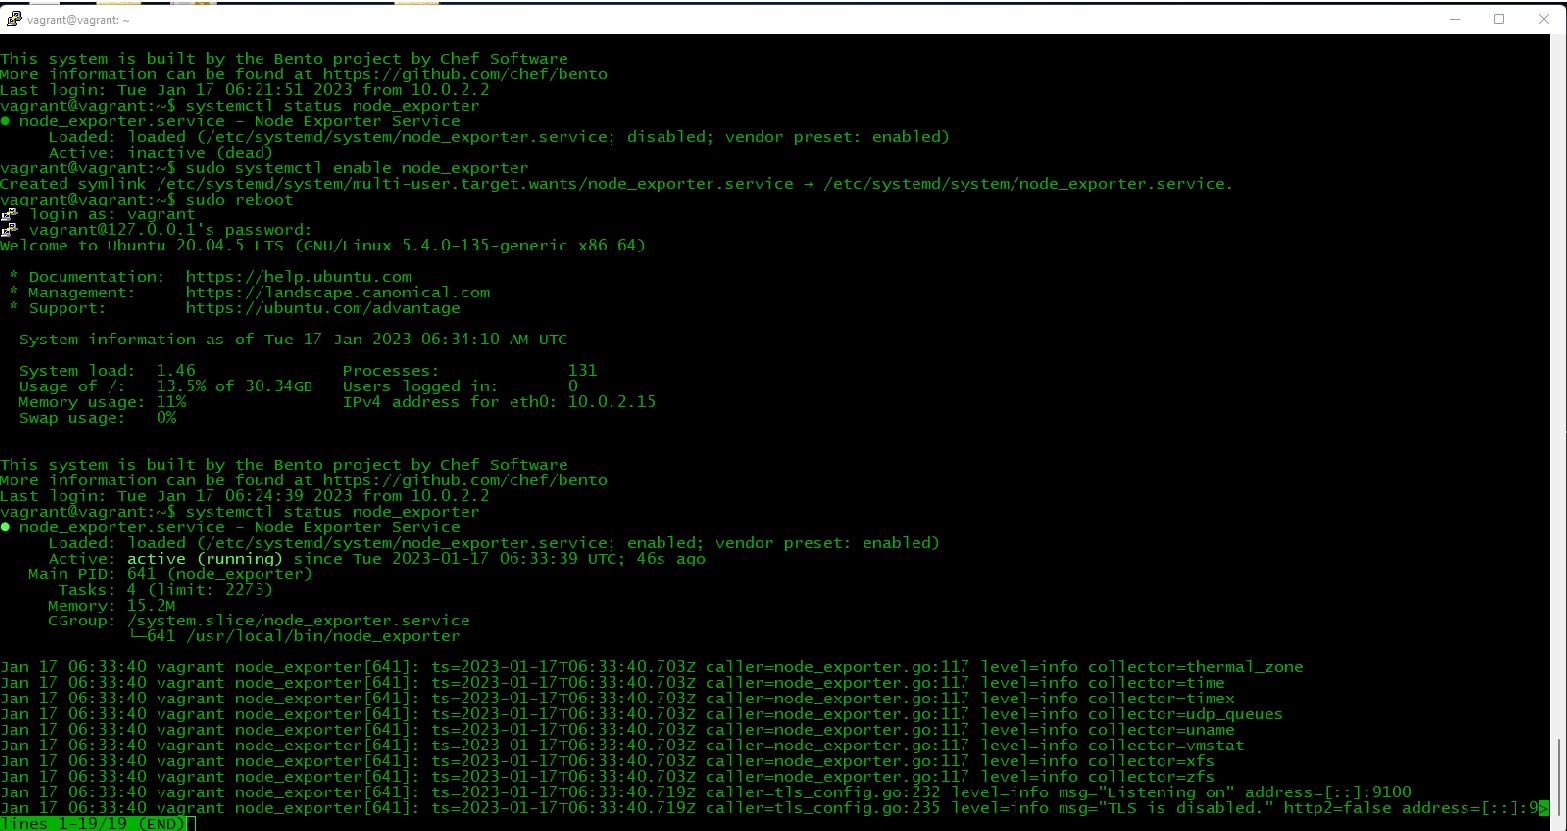 vagrant@vagrant: ~
This system is built by the Bento project by Chef Software
More information can be found at https://github.com/chef/bento
Last login: Tue Jan 17 06:21:51 2023 from 10.0.2.2
vagrant@vagrant:~$ systemctl status node_exporter
● node_exporter.service - Node Exporter Service
     Loaded: loaded (/etc/systemd/system/node_exporter.service; disabled; vendor preset: enabled)
     Active: inactive (dead)
vagrant@vagrant:~$ sudo systemctl enable node_exporter
Created symlink /etc/systemd/system/multi-user.target.wants/node_exporter.service → /etc/systemd/system/node_exporter.service.
vagrant@vagrant:~$ sudo reboot
login as: vagrant
vagrant@127.0.0.1's password:
Welcome to Ubuntu 20.04.5 LTS (GNU/Linux 5.4.0-135-generic x86_64)
 * Documentation:  https://help.ubuntu.com
 * Management:     https://landscape.canonical.com
 * Support:        https://ubuntu.com/advantage
  System information as of Tue 17 Jan 2023 06:31:10 AM UTC
  System load:  1.46               Processes:             131
  Usage of /:   13.5% of 30.34GB   Users logged in:       0
  Memory usage: 11%                IPv4 address for eth0: 10.0.2.15
  Swap usage:   0%
This system is built by the Bento project by Chef Software
More information can be found at https://github.com/chef/bento
Last login: Tue Jan 17 06:24:39 2023 from 10.0.2.2
vagrant@vagrant:~$ systemctl status node_exporter
● node_exporter.service - Node Exporter Service
     Loaded: loaded (/etc/systemd/system/node_exporter.service; enabled; vendor preset: enabled)
     Active: active (running) since Tue 2023-01-17 06:33:39 UTC; 46s ago
   Main PID: 641 (node_exporter)
      Tasks: 4 (limit: 2273)
     Memory: 15.2M
     CGroup: /system.slice/node_exporter.service
             └─641 /usr/local/bin/node_exporter
Jan 17 06:33:40 vagrant node_exporter[641]: ts=2023-01-17T06:33:40.703Z caller=node_exporter.go:117 level=info collector=thermal_zone
Jan 17 06:33:40 vagrant node_exporter[641]: ts=2023-01-17T06:33:40.703Z caller=node_exporter.go:117 level=info collector=time
Jan 17 06:33:40 vagrant node_exporter[641]: ts=2023-01-17T06:33:40.703Z caller=node_exporter.go:117 level=info collector=timex
Jan 17 06:33:40 vagrant node_exporter[641]: ts=2023-01-17T06:33:40.703Z caller=node_exporter.go:117 level=info collector=udp_queues
Jan 17 06:33:40 vagrant node_exporter[641]: ts=2023-01-17T06:33:40.703Z caller=node_exporter.go:117 level=info collector=uname
Jan 17 06:33:40 vagrant node_exporter[641]: ts=2023-01-17T06:33:40.703Z caller=node_exporter.go:117 level=info collector=vmstat
Jan 17 06:33:40 vagrant node_exporter[641]: ts=2023-01-17T06:33:40.703Z caller=node_exporter.go:117 level=info collector=xfs
Jan 17 06:33:40 vagrant node_exporter[641]: ts=2023-01-17T06:33:40.703Z caller=node_exporter.go:117 level=info collector=zfs
Jan 17 06:33:40 vagrant node_exporter[641]: ts=2023-01-17T06:33:40.719Z caller=tls_config.go:232 level=info msg="Listening on" address=[::]:9100
Jan 17 06:33:40 vagrant node_exporter[641]: ts=2023-01-17T06:33:40.719Z caller=tls_config.go:235 level=info msg="TLS is disabled." http2=false address=[::]:9>
lines 1-19/19 (END)